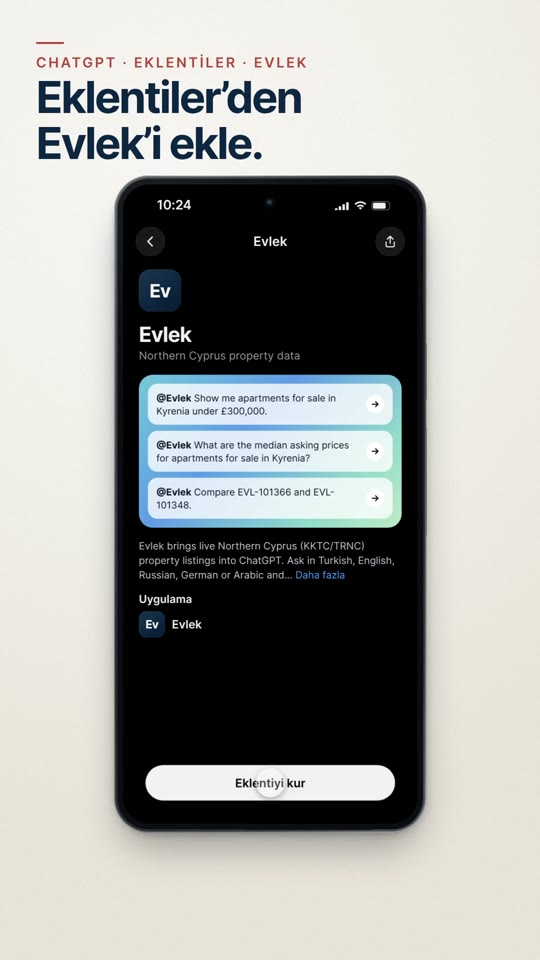 CHATGPT · EKLENTİLER · EVLEK
Eklentiler’den
Evlek’i ekle.
10:24
Evlek
Ev
Evlek
Northern Cyprus property data
@Evlek Show me apartments for sale in
Kyrenia under £300,000.
@Evlek What are the median asking prices
for apartments for sale in Kyrenia?
@Evlek Compare EVL-101366 and EVL-
101348.
Evlek brings live Northern Cyprus (KKTC/TRNC)
property listings into ChatGPT. Ask in Turkish, English,
Russian, German or Arabic and... Daha fazla
Uygulama
Ev Evlek
Eklentiyi kur